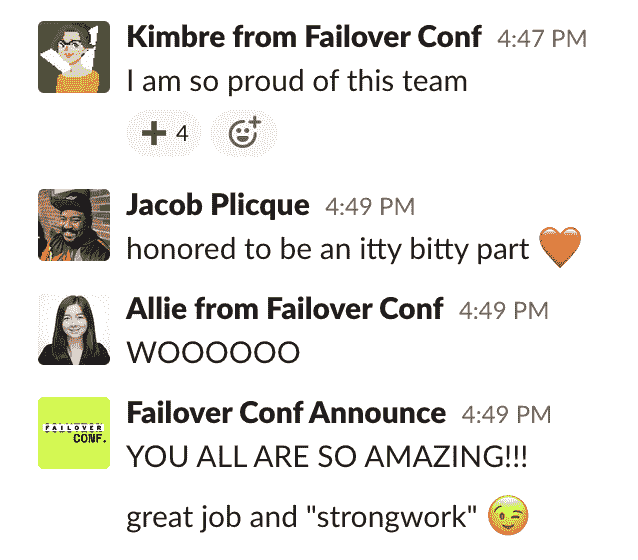 Kimbre from Failover Conf 4:47 PM
I am so proud of this team
4
Jacob Plicque 4:49 PM
honored to be an itty bitty part 🧡
Allie from Failover Conf 4:49 PM
WOOOOOO
FAILOVER
CONF.
Failover Conf Announce 4:49 PM
YOU ALL ARE SO AMAZING!!!
great job and "strongwork" 😉